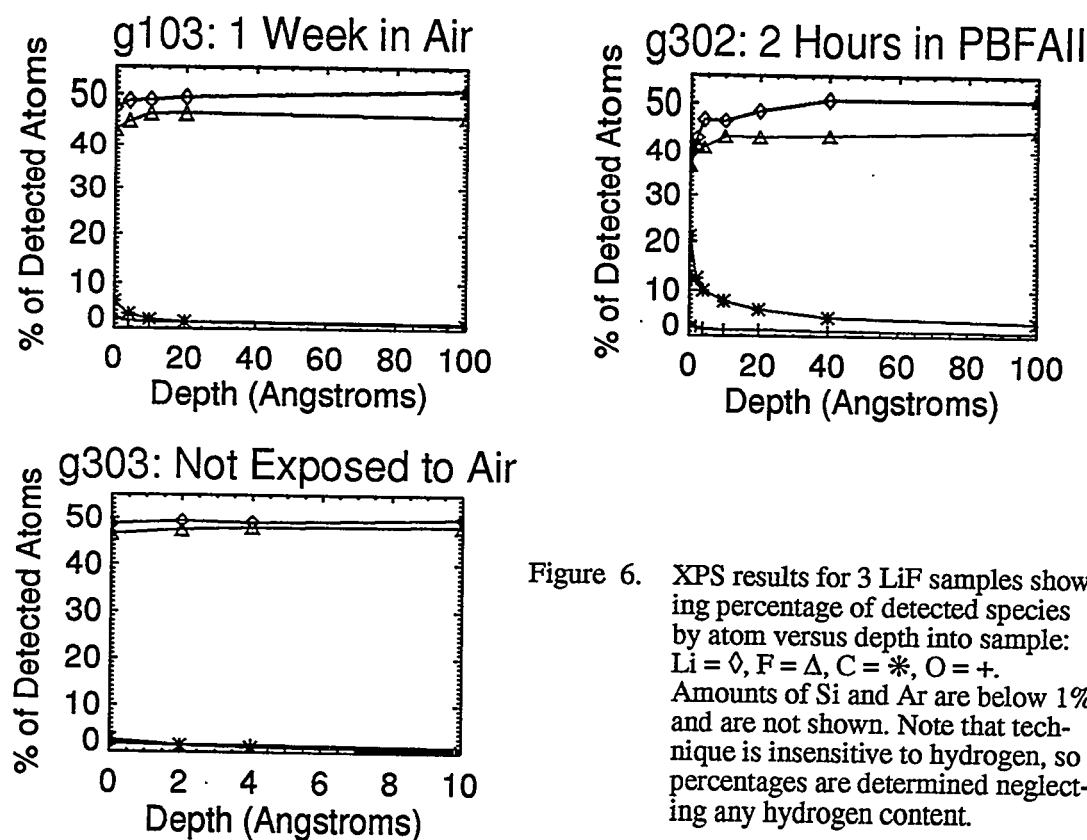 g103: 1 Week in Air
% of Detected Atoms
50
40
30
20
10
0
0 20 40 60 80 100
Depth (Angstroms)
g302: 2 Hours in PBFAII
% of Detected Atoms
50
40
30
20
10
0
0 20 40 60 80 100
Depth (Angstroms)
g303: Not Exposed to Air
% of Detected Atoms
50
40
30
20
10
0
0 2 4 6 8 10
Depth (Angstroms)
Figure 6. XPS results for 3 LiF samples show-
ing percentage of detected species
by atom versus depth into sample:
Li = ◊, F = Δ, C = ✳, O = +.
Amounts of Si and Ar are below 1%
and are not shown. Note that tech-
nique is insensitive to hydrogen, so
percentages are determined neglect-
ing any hydrogen content.